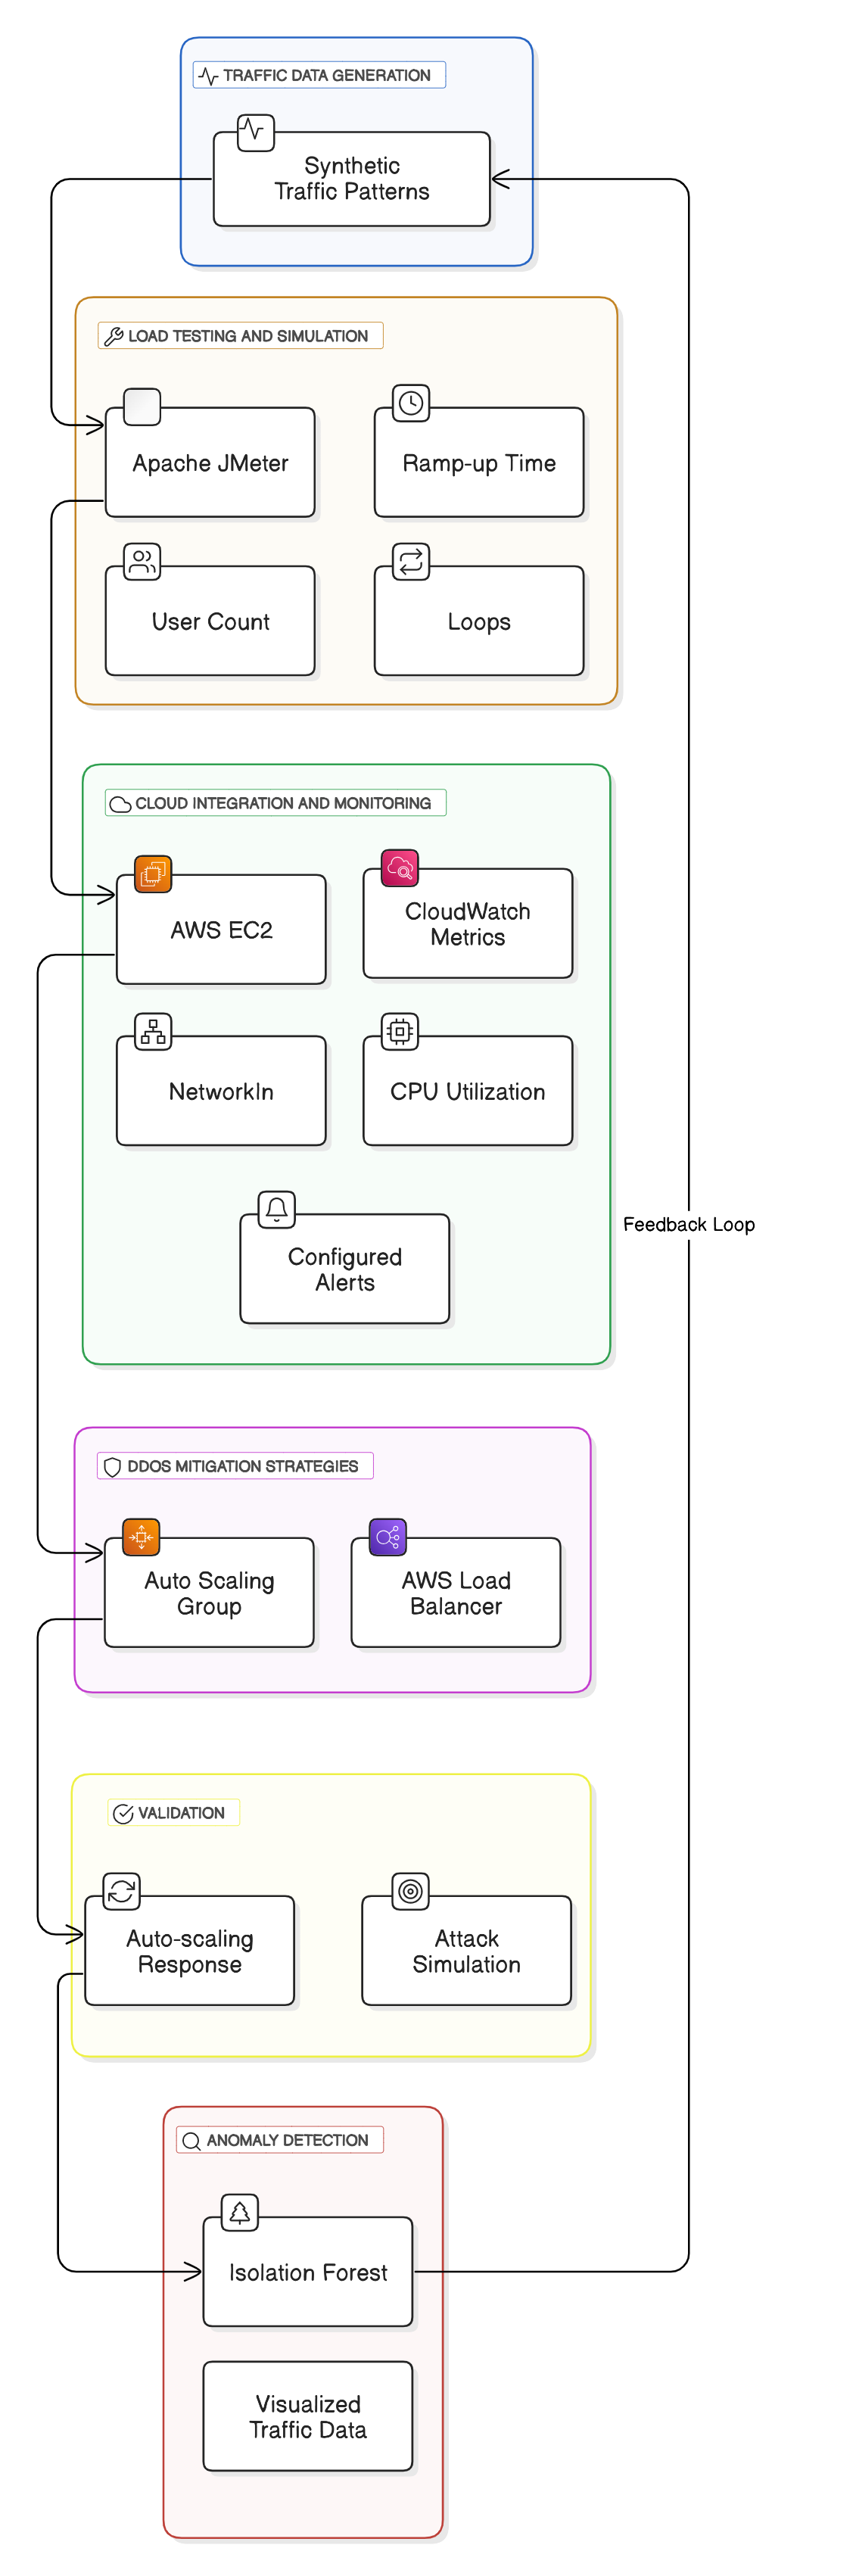 TRAFFIC DATA GENERATION
Synthetic
Traffic Patterns
LOAD TESTING AND SIMULATION
Apache JMeter
Ramp-up Time
User Count
Loops
CLOUD INTEGRATION AND MONITORING
AWS EC2
CloudWatch
Metrics
NetworkIn
CPU Utilization
Feedback Loop
Configured
Alerts
DDOS MITIGATION STRATEGIES
Auto Scaling
Group
AWS Load
Balancer
VALIDATION
Auto-scaling
Response
Attack
Simulation
ANOMALY DETECTION
Isolation Forest
Visualized
Traffic Data